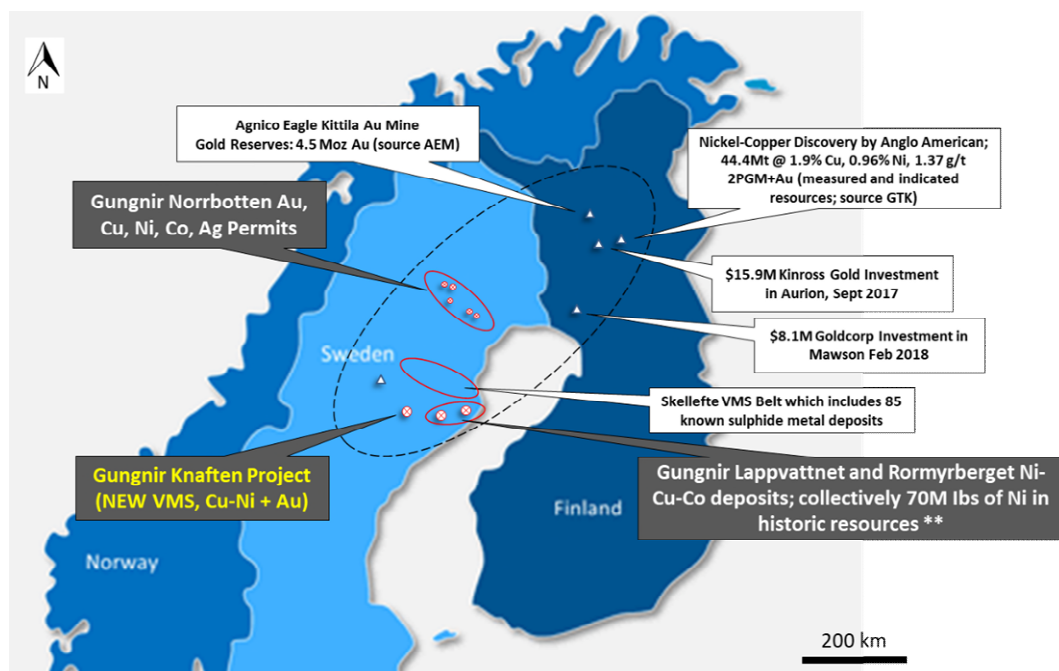 N
Agnico Eagle Kittila Au Mine
Gold Reserves: 4.5 Moz Au (source AEM)
Nickel-Copper Discovery by Anglo American;
44.4Mt @ 1.9% Cu, 0.96% Ni, 1.37 g/t
2PGM+Au (measured and indicated
resources; source GTK)
Gungnir Norrbotten Au,
Cu, Ni, Co, Ag Permits
$15.9M Kinross Gold Investment
in Aurion, Sept 2017
$8.1M Goldcorp Investment in
Mawson Feb 2018
Sweden
Skellefte VMS Belt which includes 85
known sulphide metal deposits
Gungnir Knaften Project
(NEW VMS, Cu-Ni + Au)
Gungnir Lappvattnet and Rormyrberget Ni-
Cu-Co deposits; collectively 70M Ibs of Ni in
historic resources **
Finland
Norway
200 km